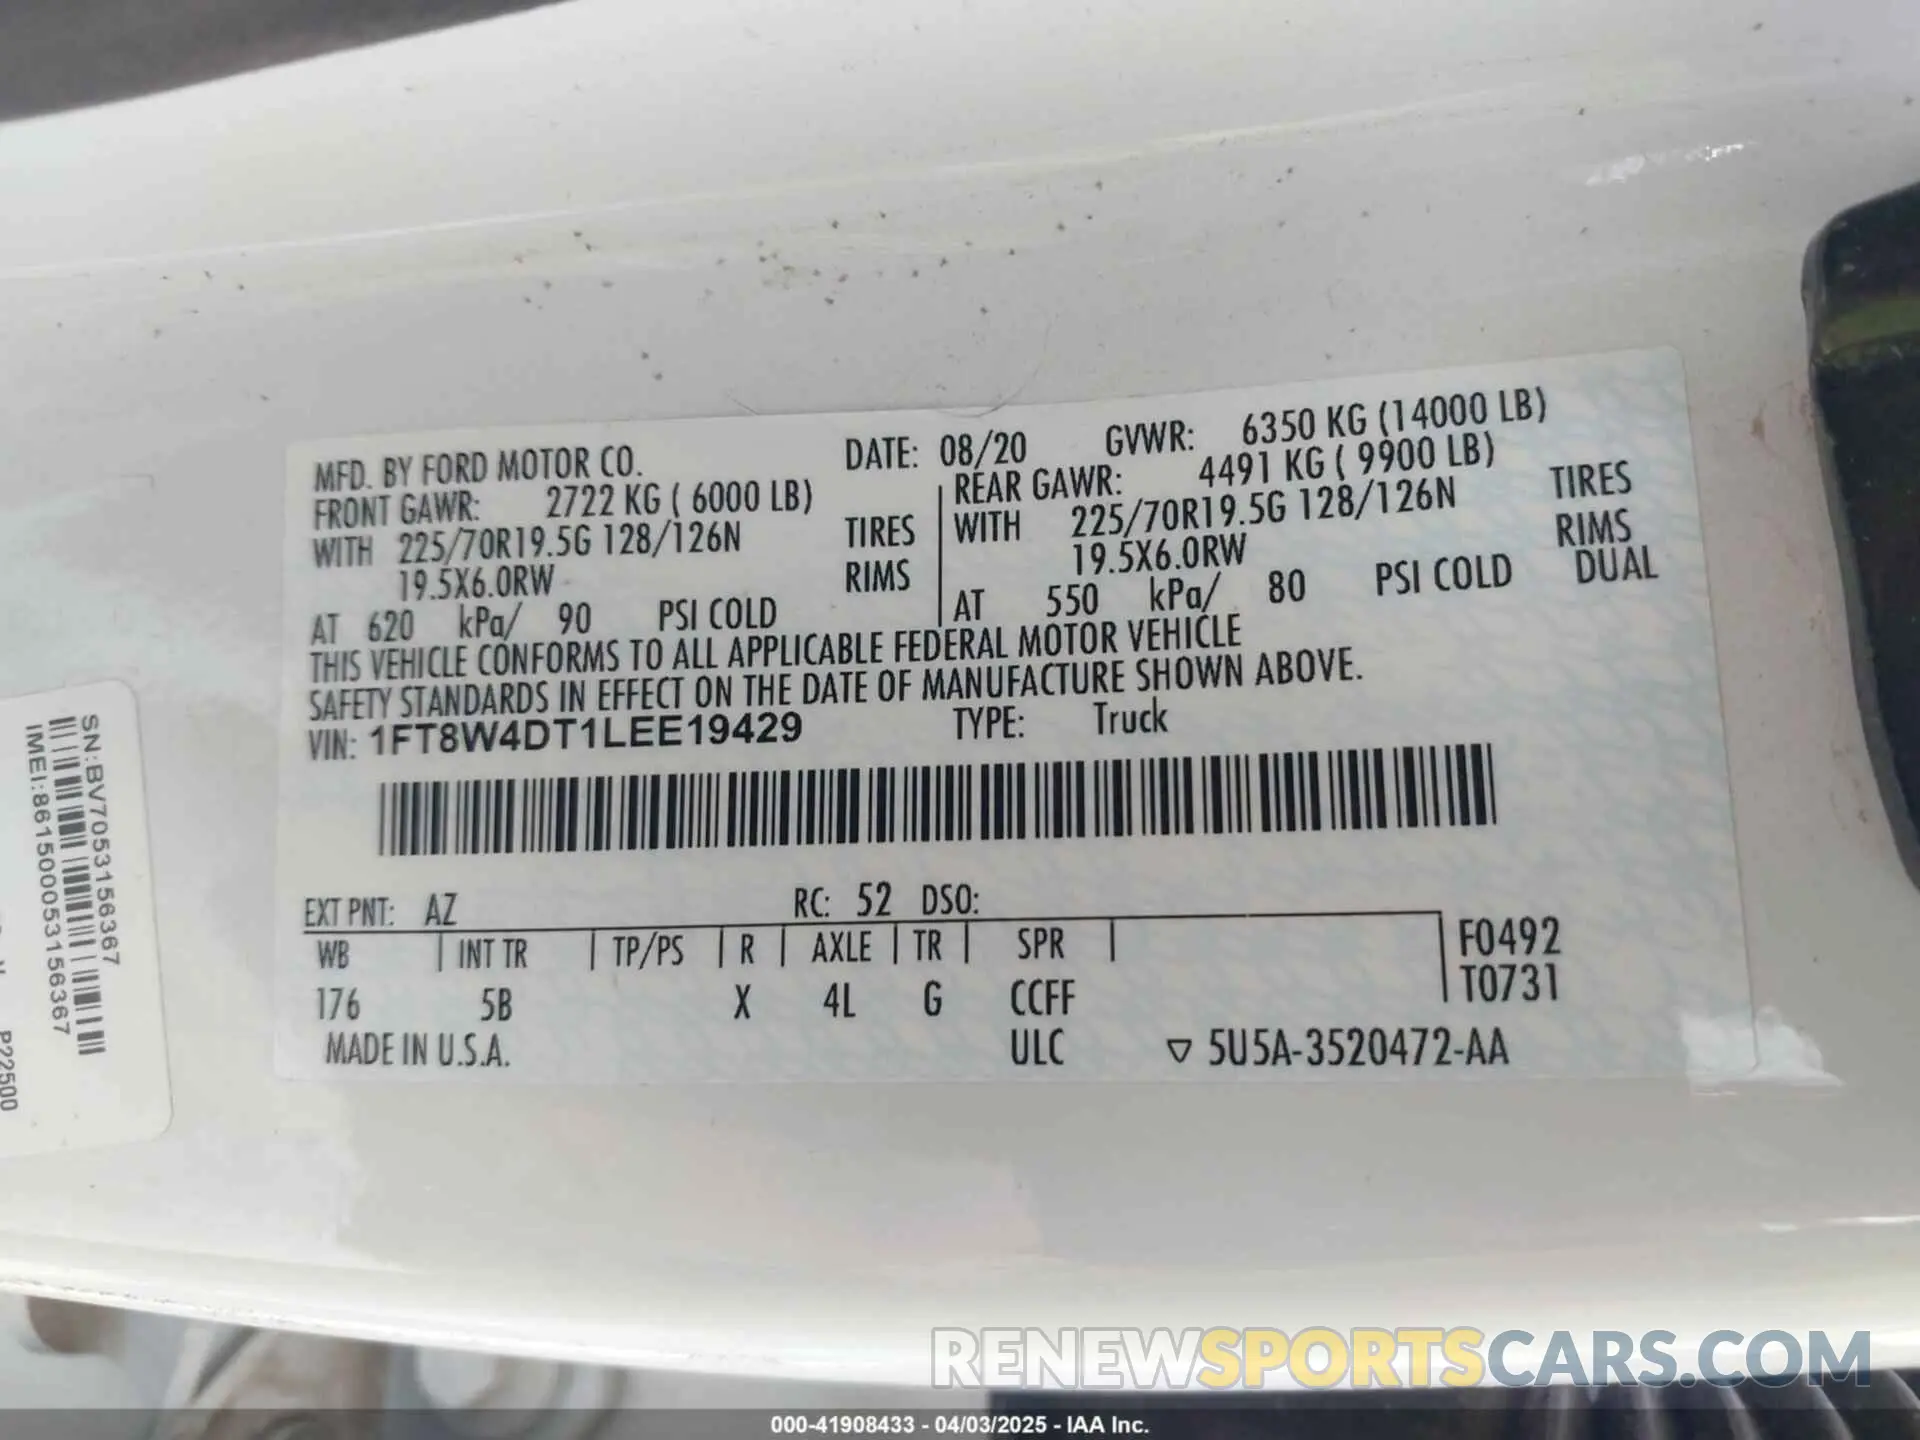 MFD. BY FORD MOTOR CO. DATE: 08/20 GVWR: 6350 KG (14000 LB)
FRONT GAWR: 2722 KG ( 6000 LB) REAR GAWR: 4491 KG ( 9900 LB)
WITH 225/70R19.5G 128/126N TIRES WITH 225/70R19.5G 128/126N TIRES
19.5X6.0RW RIMS 19.5X6.0RW RIMS
AT 620 kPa/ 90 PSI COLD AT 550 kPa/ 80 PSI COLD DUAL
THIS VEHICLE CONFORMS TO ALL APPLICABLE FEDERAL MOTOR VEHICLE
SAFETY STANDARDS IN EFFECT ON THE DATE OF MANUFACTURE SHOWN ABOVE.
VIN: 1FT8W4DT1LEE19429 TYPE: Truck
EXT PNT: AZ RC: 52 DSO:
WB INT TR TP/PS R AXLE TR SPR F0492
176 5B X 4L G CCFF T0731
MADE IN U.S.A. ULC ▽ 5U5A-3520472-AA
SN:BV7053156367
IMEI:861500053156367
P22500
RENEWSPORTSCARS.COM
000-41908433 - 04/03/2025 - IAA Inc.